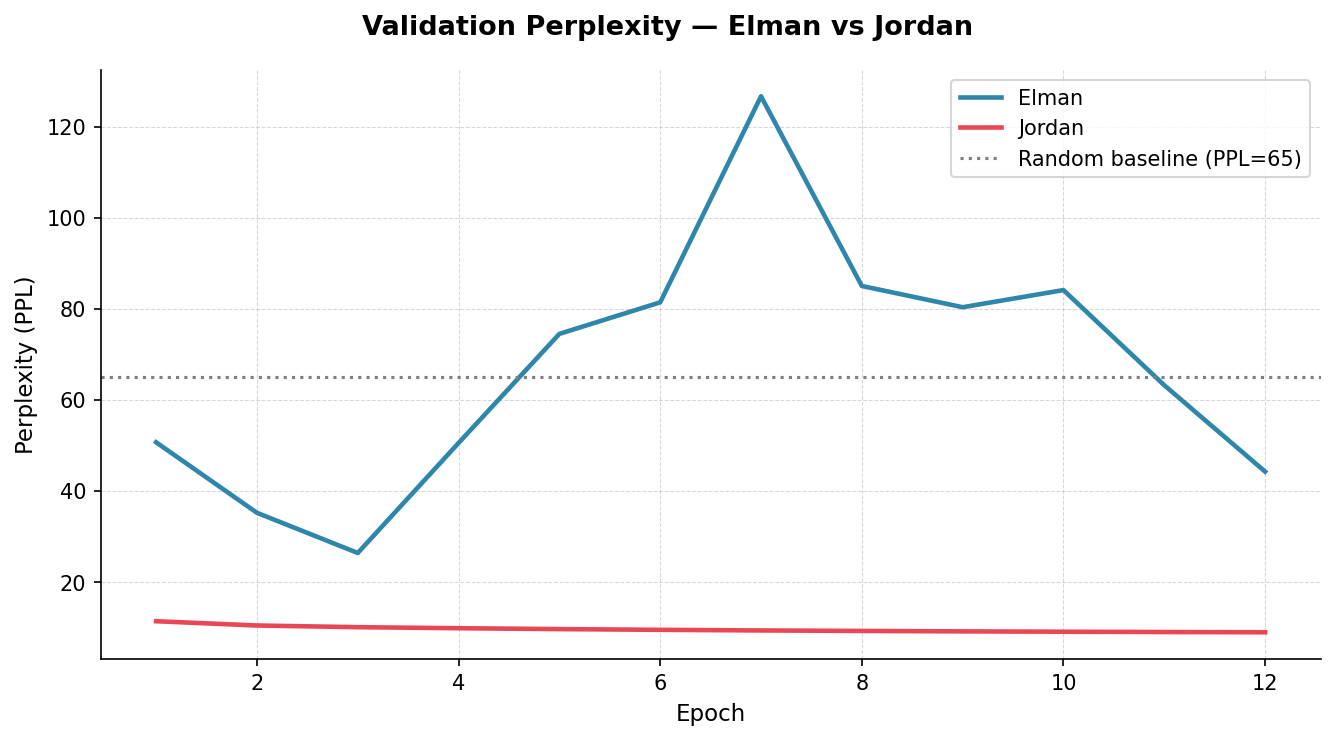 Validation Perplexity — Elman vs Jordan
Elman
Jordan
Random baseline (PPL=65)
Perplexity (PPL)
120
100
80
60
40
20
2
4
6
8
10
12
Epoch